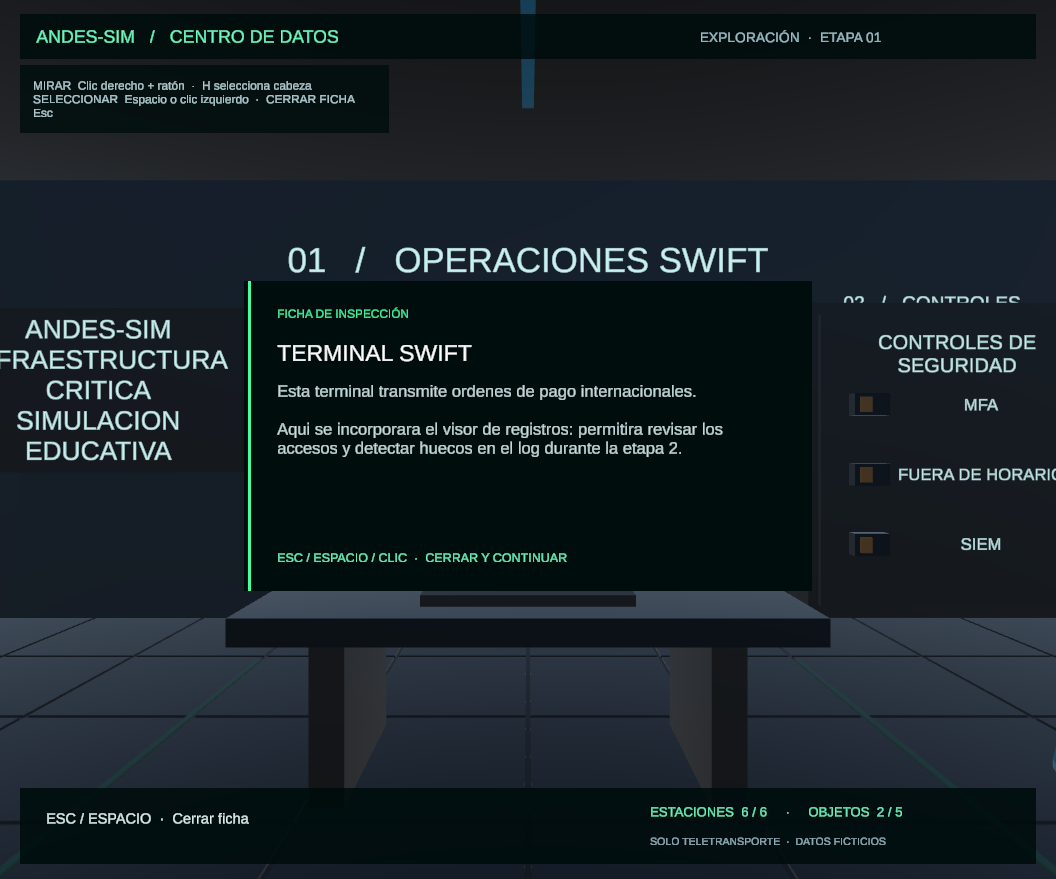 ANDES-SIM / CENTRO DE DATOS
EXPLORACIÓN · ETAPA 01
MIRAR Clic derecho + ratón · H selecciona cabeza
SELECCIONAR Espacio o clic izquierdo · CERRAR FICHA
Esc
01 / OPERACIONES SWIFT
ANDES-SIM
FRAESTRUCTURA
CRITICA
SIMULACION
EDUCATIVA
FICHA DE INSPECCIÓN
TERMINAL SWIFT
Esta terminal transmite ordenes de pago internacionales.
Aqui se incorporara el visor de registros: permitira revisar los
accesos y detectar huecos en el log durante la etapa 2.
ESC / ESPACIO / CLIC · CERRAR Y CONTINUAR
02 / CONTROLES
CONTROLES DE
SEGURIDAD
MFA
FUERA DE HORARIO
SIEM
ESC / ESPACIO · Cerrar ficha
ESTACIONES 6 / 6 · OBJETOS 2 / 5
SOLO TELETRANSPORTE · DATOS FICTICIOS